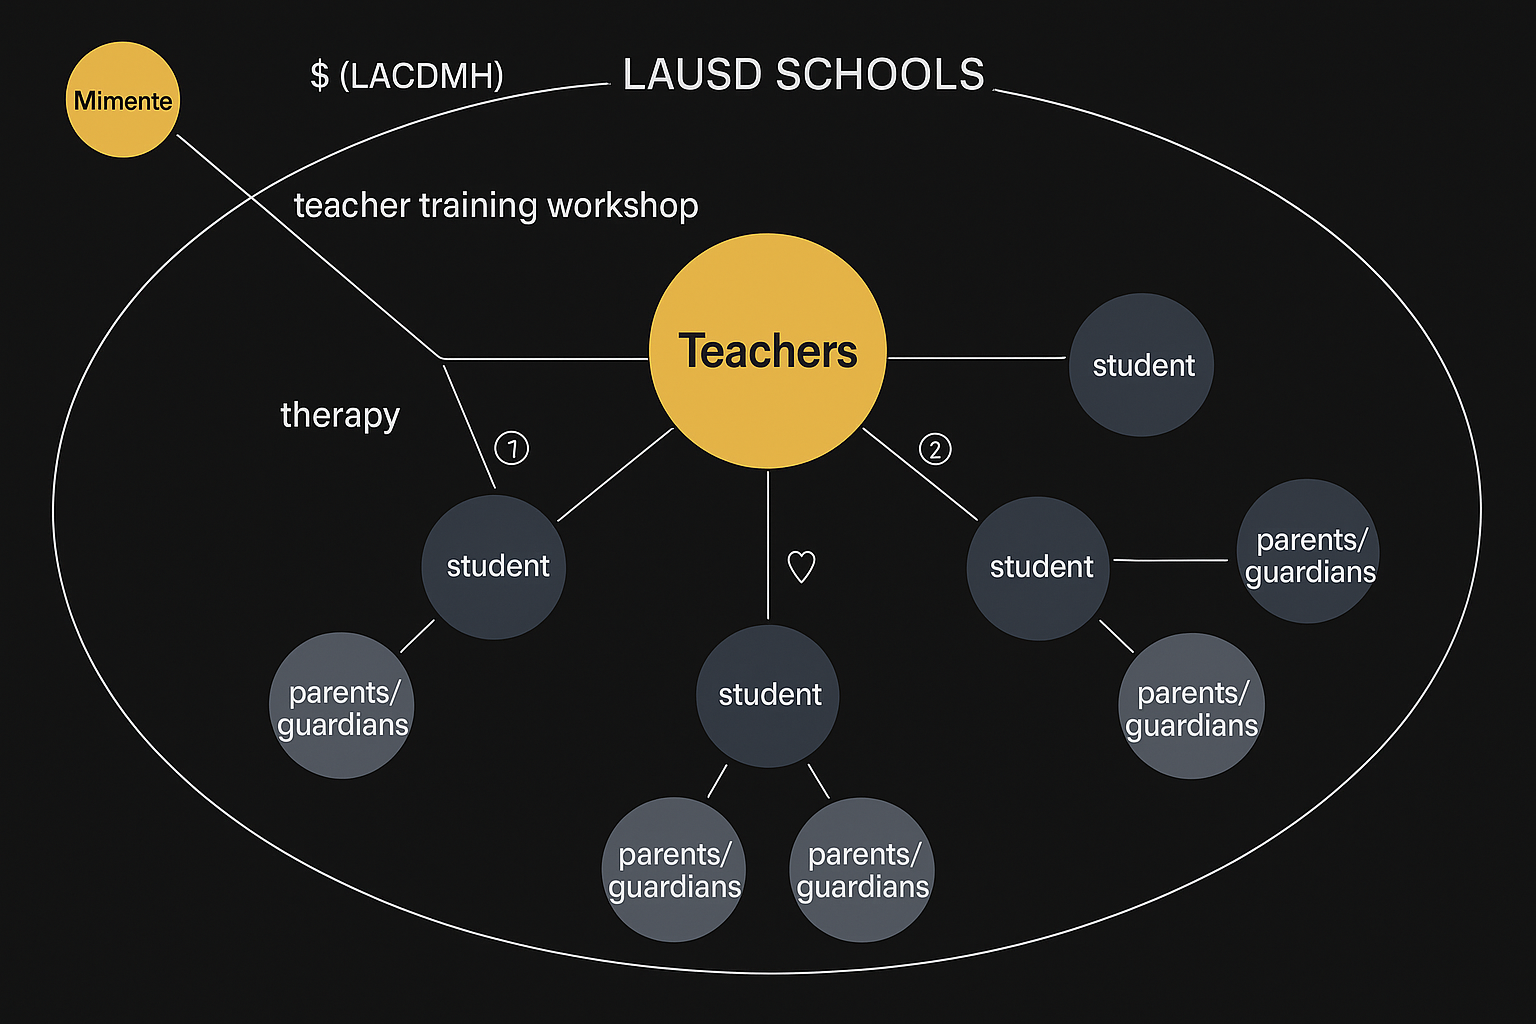 $ (LACDMH)
LAUSD SCHOOLS
Mimente
teacher training workshop
Teachers
student
therapy
1
2
student
student
parents/
guardians
parents/
guardians
student
parents/
guardians
parents/
guardians
parents/
guardians